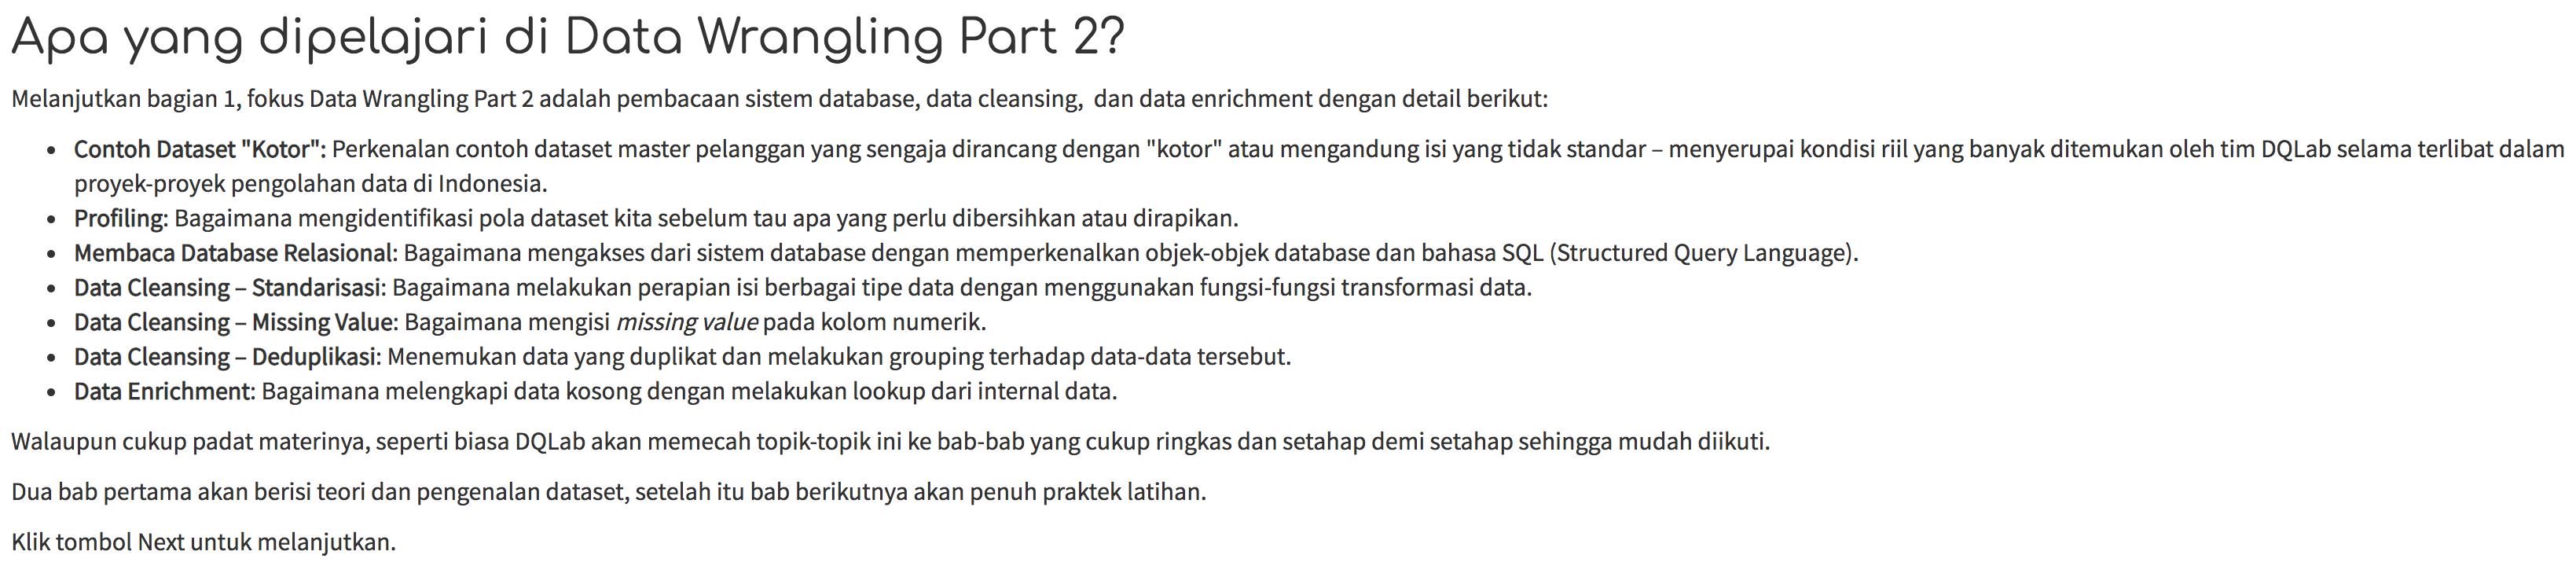 Apa yang dipelajari di Data Wrangling Part 2?
Melanjutkan bagian 1, fokus Data Wrangling Part 2 adalah pembacaan sistem database, data cleansing,  dan data enrichment dengan detail berikut:
• Contoh Dataset "Kotor": Perkenalan contoh dataset master pelanggan yang sengaja dirancang dengan "kotor" atau mengandung isi yang tidak standar – menyerupai kondisi riil yang banyak ditemukan oleh tim DQLab selama terlibat dalam
proyek-proyek pengolahan data di Indonesia.
• Profiling: Bagaimana mengidentifikasi pola dataset kita sebelum tau apa yang perlu dibersihkan atau dirapikan.
• Membaca Database Relasional: Bagaimana mengakses dari sistem database dengan memperkenalkan objek-objek database dan bahasa SQL (Structured Query Language).
• Data Cleansing – Standarisasi: Bagaimana melakukan perapian isi berbagai tipe data dengan menggunakan fungsi-fungsi transformasi data.
• Data Cleansing – Missing Value: Bagaimana mengisi missing value pada kolom numerik.
• Data Cleansing – Deduplikasi: Menemukan data yang duplikat dan melakukan grouping terhadap data-data tersebut.
• Data Enrichment: Bagaimana melengkapi data kosong dengan melakukan lookup dari internal data.
Walaupun cukup padat materinya, seperti biasa DQLab akan memecah topik-topik ini ke bab-bab yang cukup ringkas dan setahap demi setahap sehingga mudah diikuti.
Dua bab pertama akan berisi teori dan pengenalan dataset, setelah itu bab berikutnya akan penuh praktek latihan.
Klik tombol Next untuk melanjutkan.